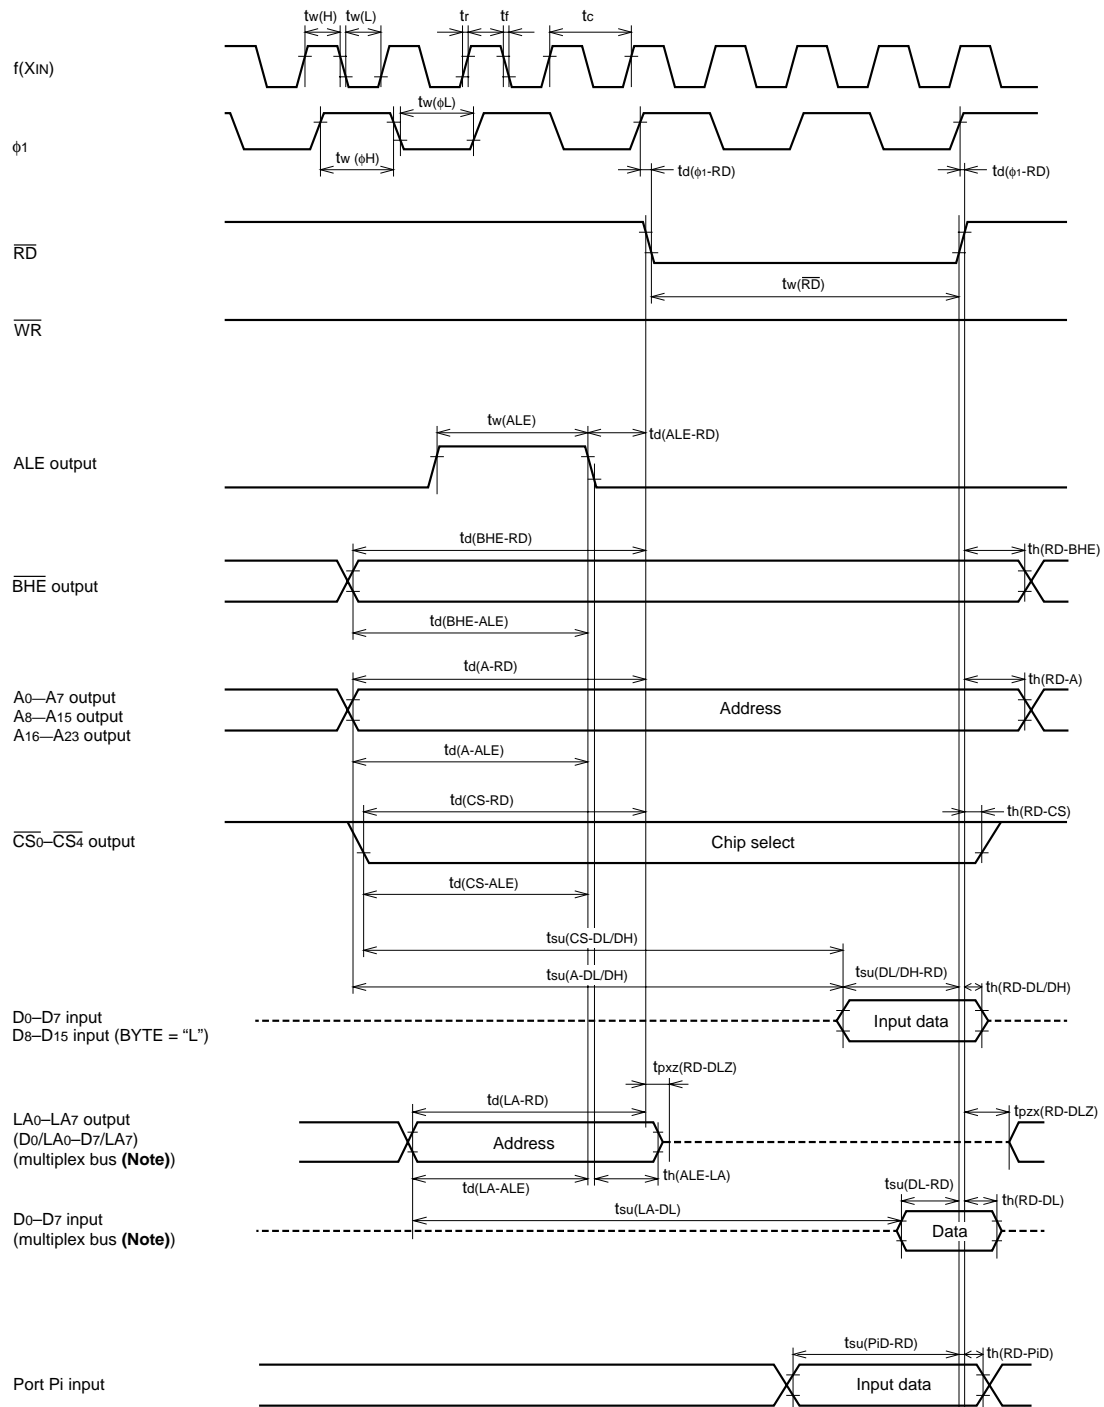 tw(H) tw(L) tr tf tc
f(XIN)
tw(ϕL)
ϕ1
tw (ϕH)
td(ϕ1-RD) td(ϕ1-RD)
RD
tw(RD)
WR
tw(ALE)
td(ALE-RD)
ALE output
td(BHE-RD)
th(RD-BHE)
BHE output
td(BHE-ALE)
td(A-RD)
th(RD-A)
A0—A7 output
A8—A15 output
A16—A23 output
Address
td(A-ALE)
td(CS-RD)
th(RD-CS)
CS0–CS4 output
Chip select
td(CS-ALE)
tsu(CS-DL/DH)
tsu(A-DL/DH)
tsu(DL/DH-RD)
th(RD-DL/DH)
D0–D7 input
D8–D15 input (BYTE = “L”)
Input data
tpxz(RD-DLZ)
td(LA-RD)
tpzx(RD-DLZ)
LA0–LA7 output
(D0/LA0–D7/LA7)
(multiplex bus (Note))
Address
td(LA-ALE)
th(ALE-LA)
tsu(DL-RD)
th(RD-DL)
tsu(LA-DL)
D0–D7 input
(multiplex bus (Note))
Data
tsu(PiD-RD)
th(RD-PiD)
Port Pi input
Input data